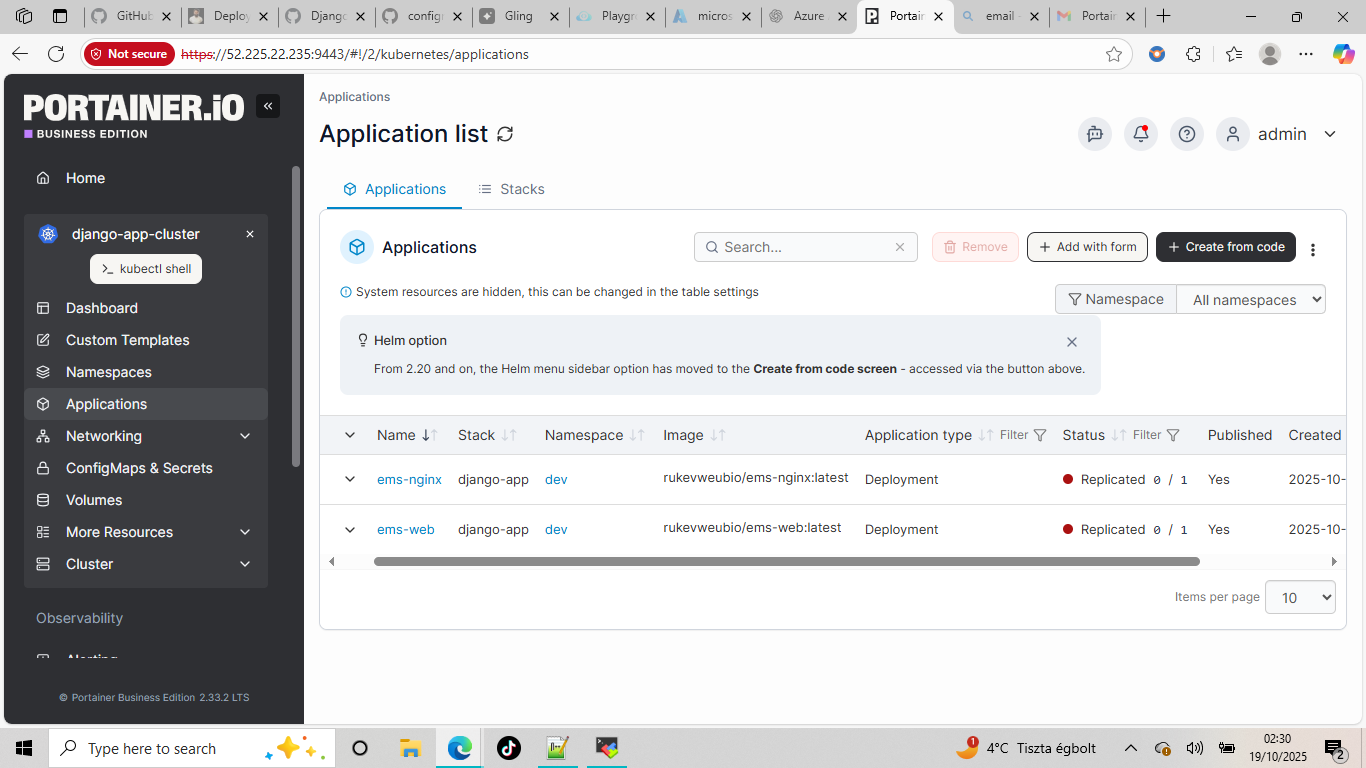 GitHub
Deploy
Django
configr
Gling
Playgr
micros
Azure
Portain
email -
Portain
Not secure https://52.225.22.235:9443/#!/2/kubernetes/applications
PORTAINER.iO
BUSINESS EDITION
Home
django-app-cluster
kubectl shell
Dashboard
Custom Templates
Namespaces
Applications
Networking
ConfigMaps & Secrets
Volumes
More Resources
Cluster
Observability
Alerting
© Portainer Business Edition 2.33.2 LTS
Applications
Application list
admin
Applications Stacks
Applications
Search...
Remove
Add with form
Create from code
System resources are hidden, this can be changed in the table settings
Namespace All namespaces
Helm option
From 2.20 and on, the Helm menu sidebar option has moved to the Create from code screen - accessed via the button above.
Name Stack Namespace Image Application type Filter Status Filter Published Created
ems-nginx django-app dev rukevweubio/ems-nginx:latest Deployment Replicated 0 / 1 Yes 2025-10-
ems-web django-app dev rukevweubio/ems-web:latest Deployment Replicated 0 / 1 Yes 2025-10-
Items per page 10
Type here to search
1
4°C Tiszta égbolt
02:30
19/10/2025
2